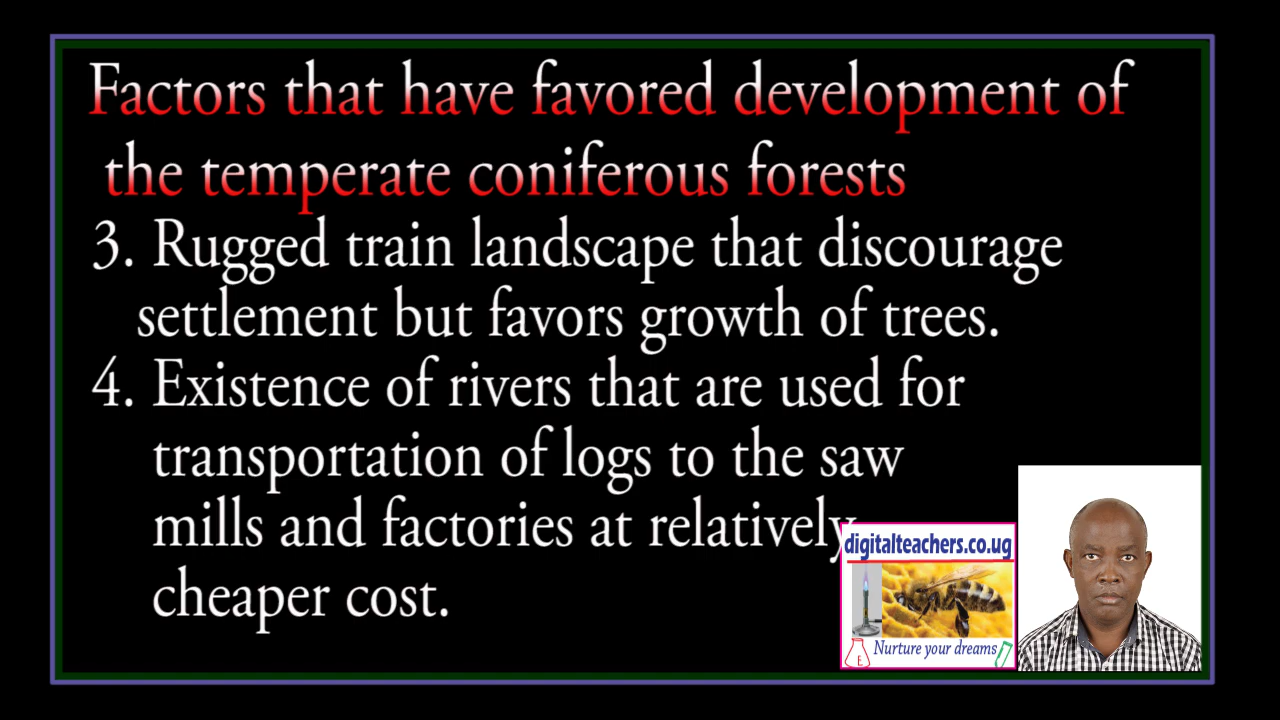 Factors that have favored development of
the temperate coniferous forests
3. Rugged train landscape that discourage
settlement but favors growth of trees.
4. Existence of rivers that are used for
transportation of logs to the saw
mills and factories at relatively
cheaper cost.
digitalteachers.co.ug
E
Nurture your dreams